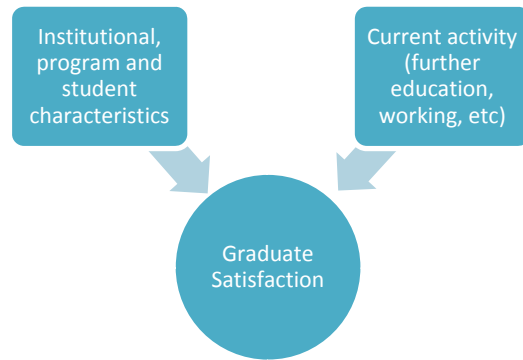 Institutional,
program and
student
characteristics
Current activity
(further
education,
working, etc)
Graduate
Satisfaction